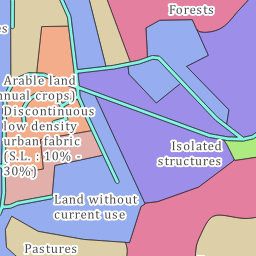 Forests
es
Arable land
nnual crops)
Discontinuous
low density
urban fabric
(S.L. : 10% -
30%)
Isolated
structures
Land without
current use
Pastures